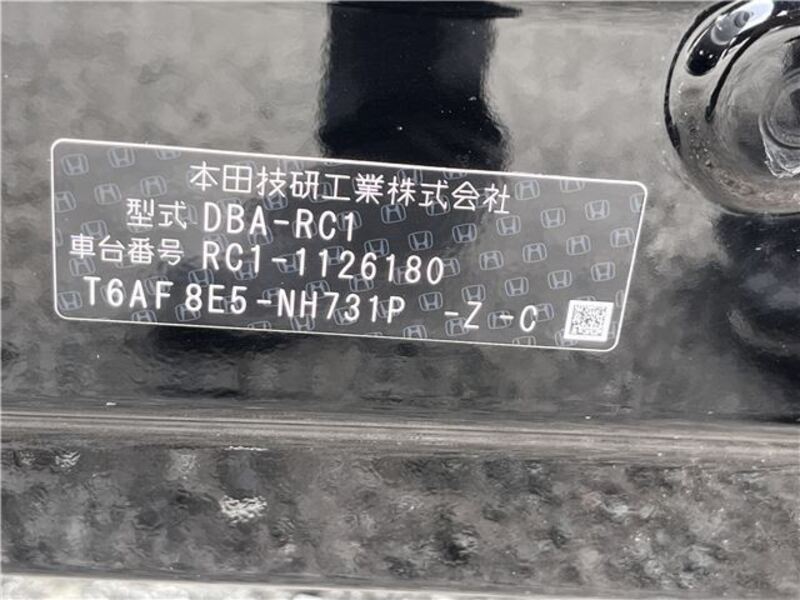 本田技研工業株式会社
型式 DBA-RC1
車台番号 RC1-1126180
T6AF 8E5-NH731P -Z-C